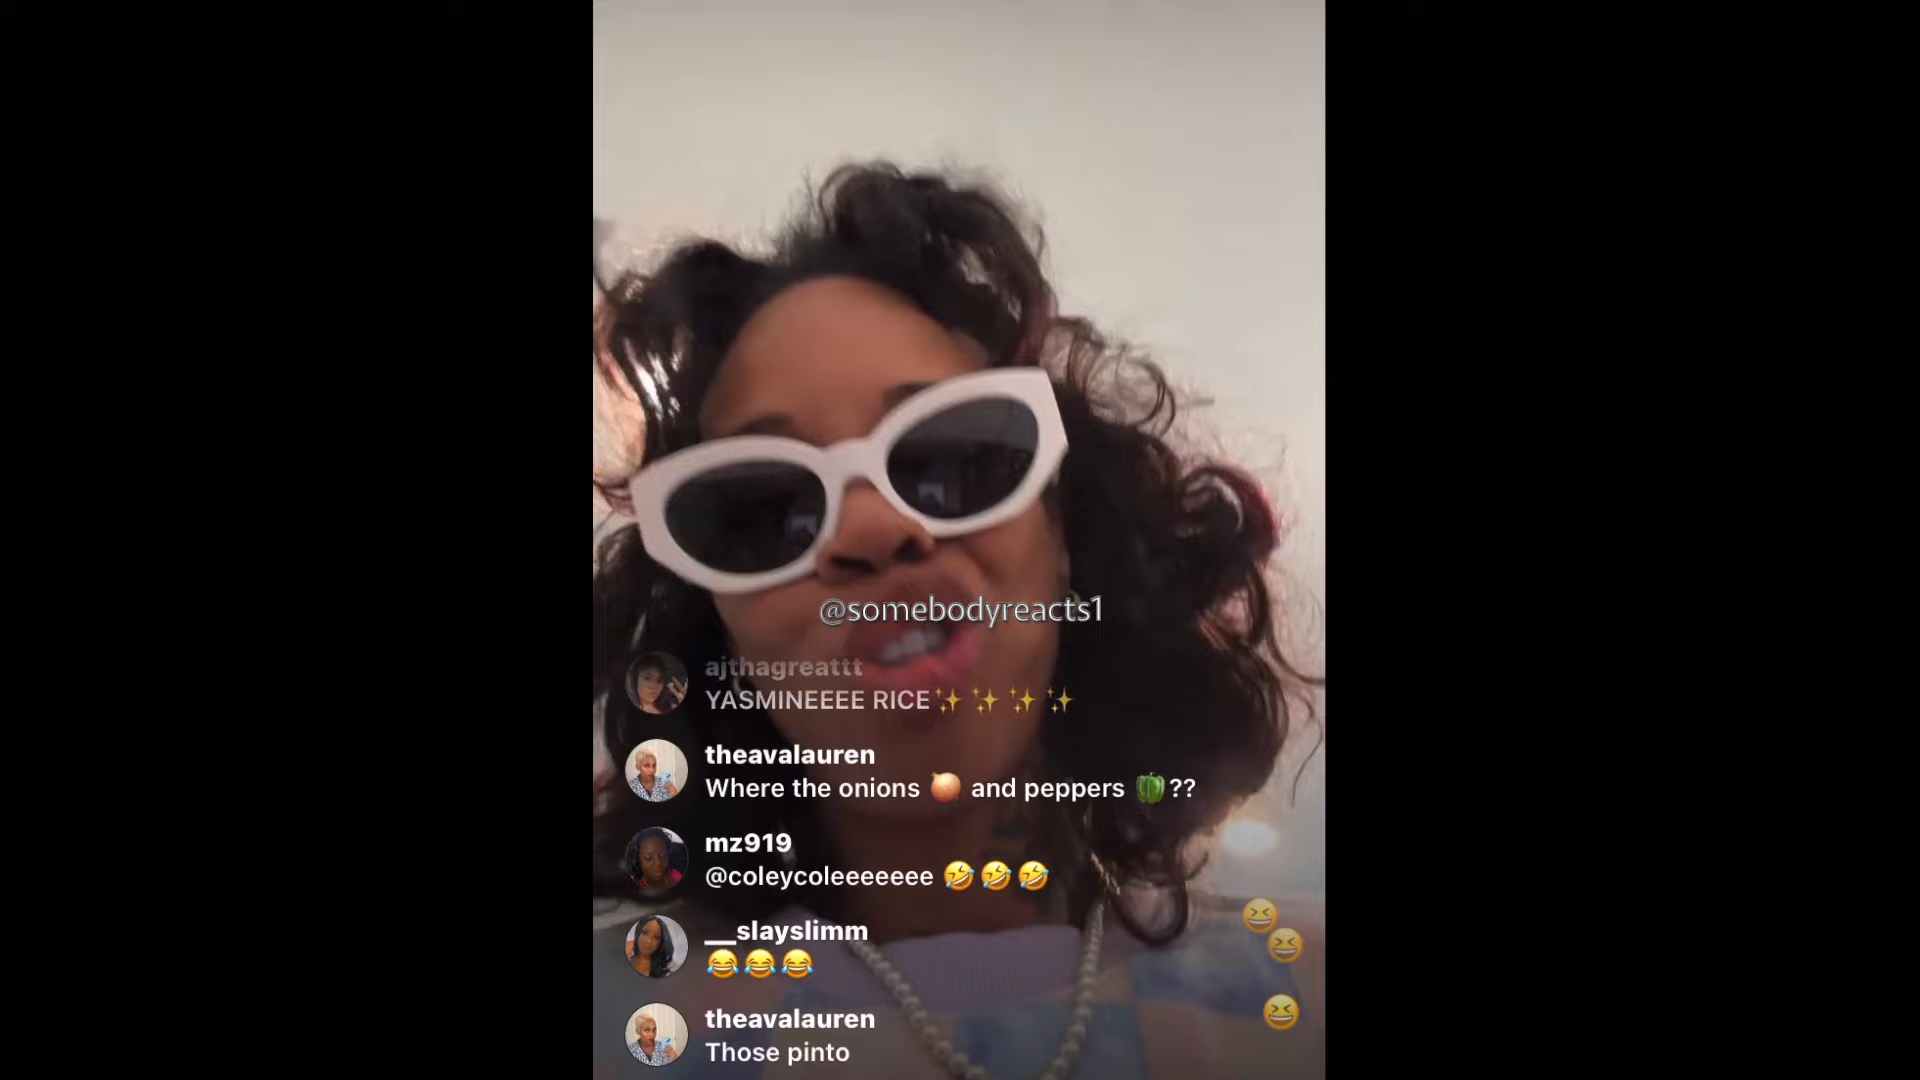 @somebodyreacts1
ajthagreattt
YASMINEEEE RICE✨ ✨ ✨ ✨
theavalauren
Where the onions 🧅 and peppers 🫑??
mz919
@coleycoleeeeeee 🤣 🤣 🤣
__slayslimm
😂 😂 😂
theavalauren
Those pinto